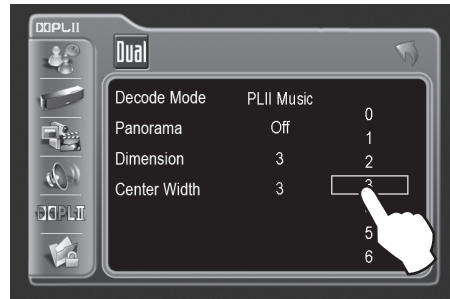 DDPLII
Dual
Decode Mode PLII Music
Panorama Off
Dimension 3
Center Width 3
0
1
2
3
5
6
DDPLII